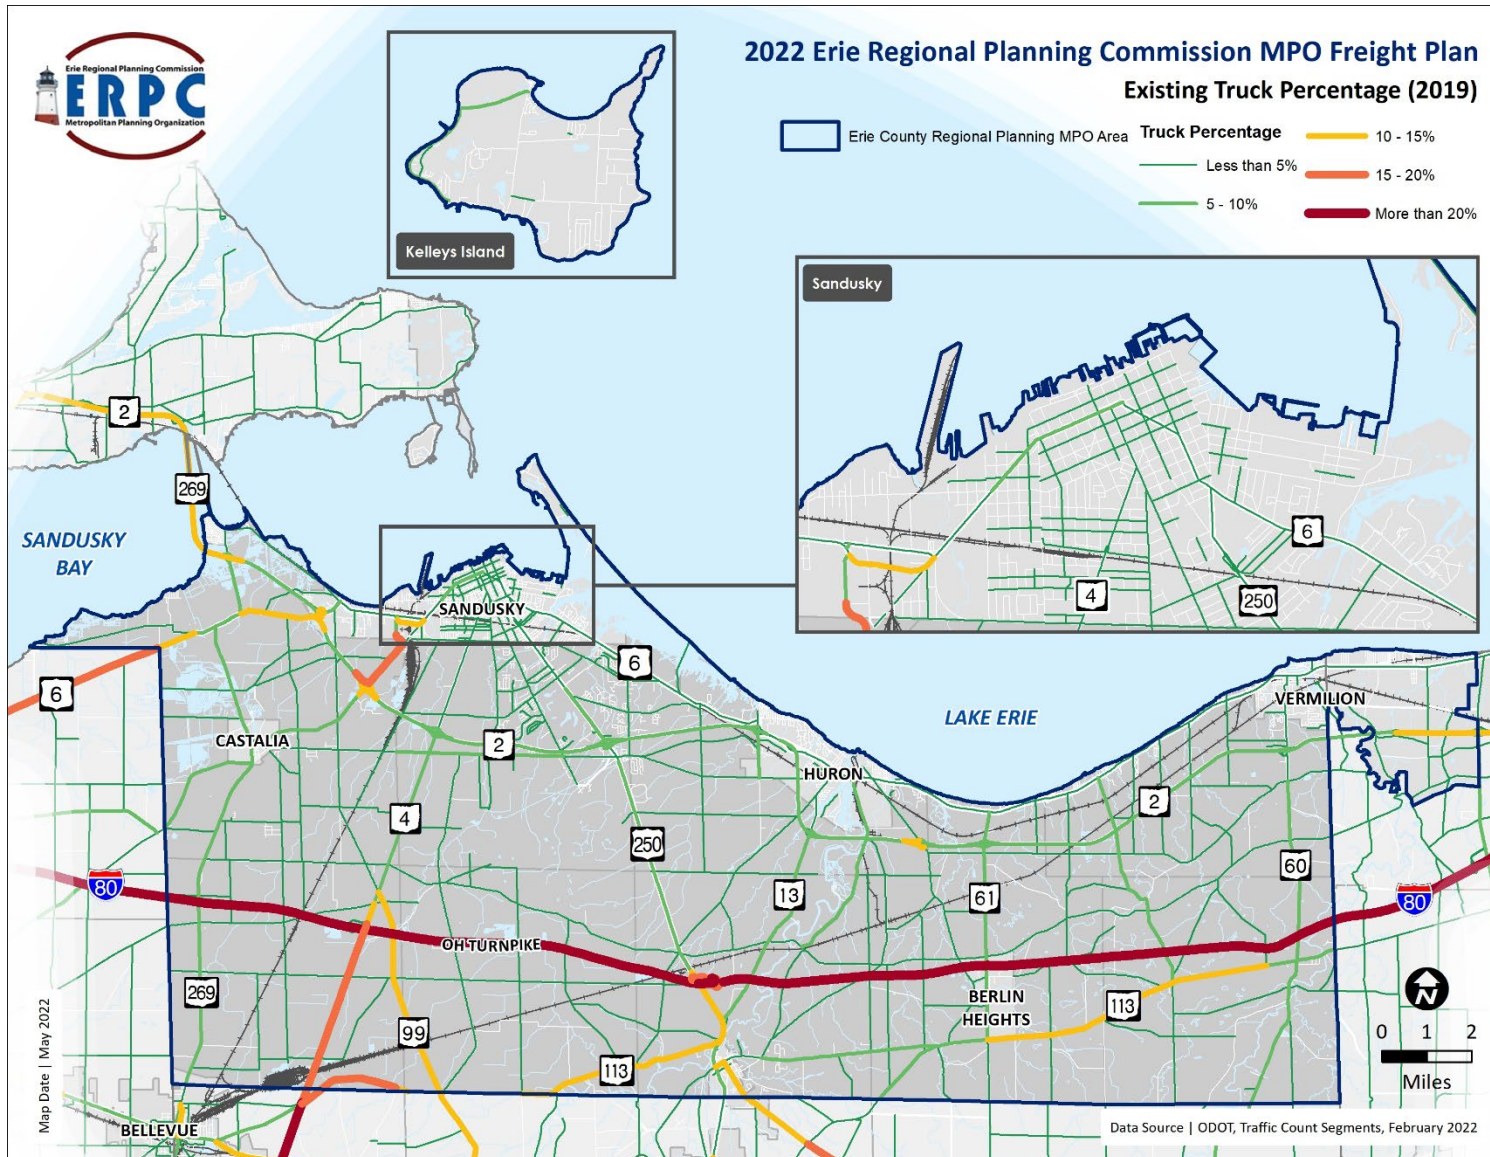 Erie Regional Planning Commission
ERPC
Metropolitan Planning Organization
2022 Erie Regional Planning Commission MPO Freight Plan
Existing Truck Percentage (2019)
Erie County Regional Planning MPO Area
Truck Percentage
Less than 5%
5 - 10%
10 - 15%
15 - 20%
More than 20%
Kelleys Island
Sandusky
6
4
250
2
269
SANDUSKY
BAY
SANDUSKY
6
6
CASTALIA
2
LAKE ERIE
VERMILION
HURON
2
4
250
13
61
60
80
80
OH TURNPIKE
269
99
BERLIN
HEIGHTS
113
113
BELLEVUE
N
0 1 2
Miles
Map Date | May 2022
Data Source | ODOT, Traffic Count Segments, February 2022